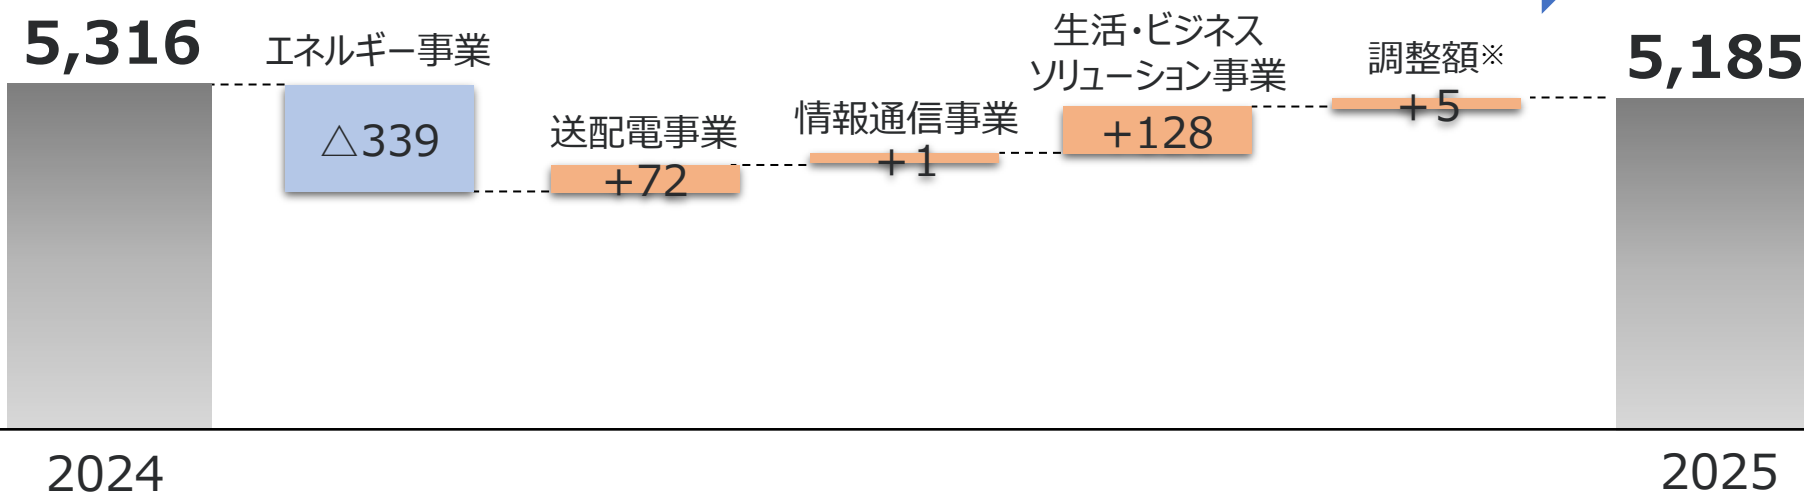 5,316
エネルギー事業
△339
送配電事業
+72
情報通信事業
+1
生活・ビジネス
ソリューション事業
+128
調整額※
+5
5,185
2024
2025